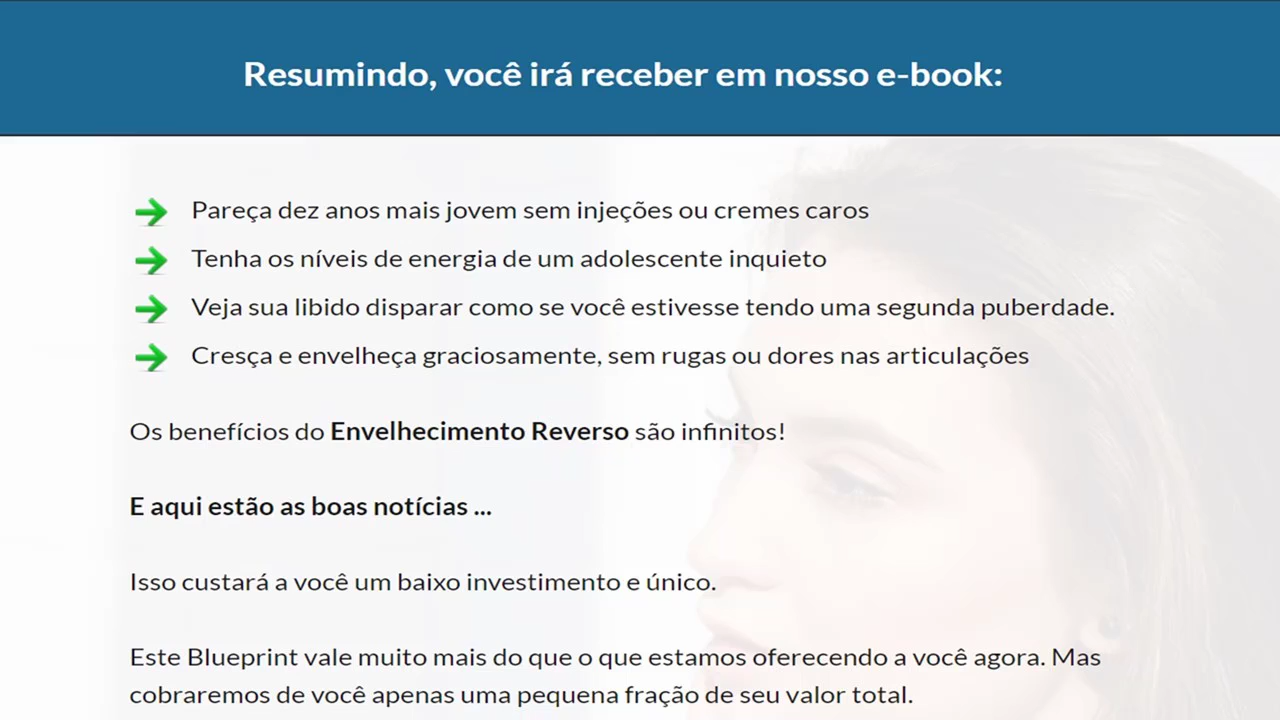 Resumindo, você irá receber em nosso e-book:
Pareça dez anos mais jovem sem injeções ou cremes caros
Tenha os níveis de energia de um adolescente inquieto
Veja sua libido disparar como se você estivesse tendo uma segunda puberdade.
Cresça e envelheça graciosamente, sem rugas ou dores nas articulações
Os benefícios do Envelhecimento Reverso são infinitos!
E aqui estão as boas notícias ...
Isso custará a você um baixo investimento e único.
Este Blueprint vale muito mais do que o que estamos oferecendo a você agora. Mas
cobraremos de você apenas uma pequena fração de seu valor total.